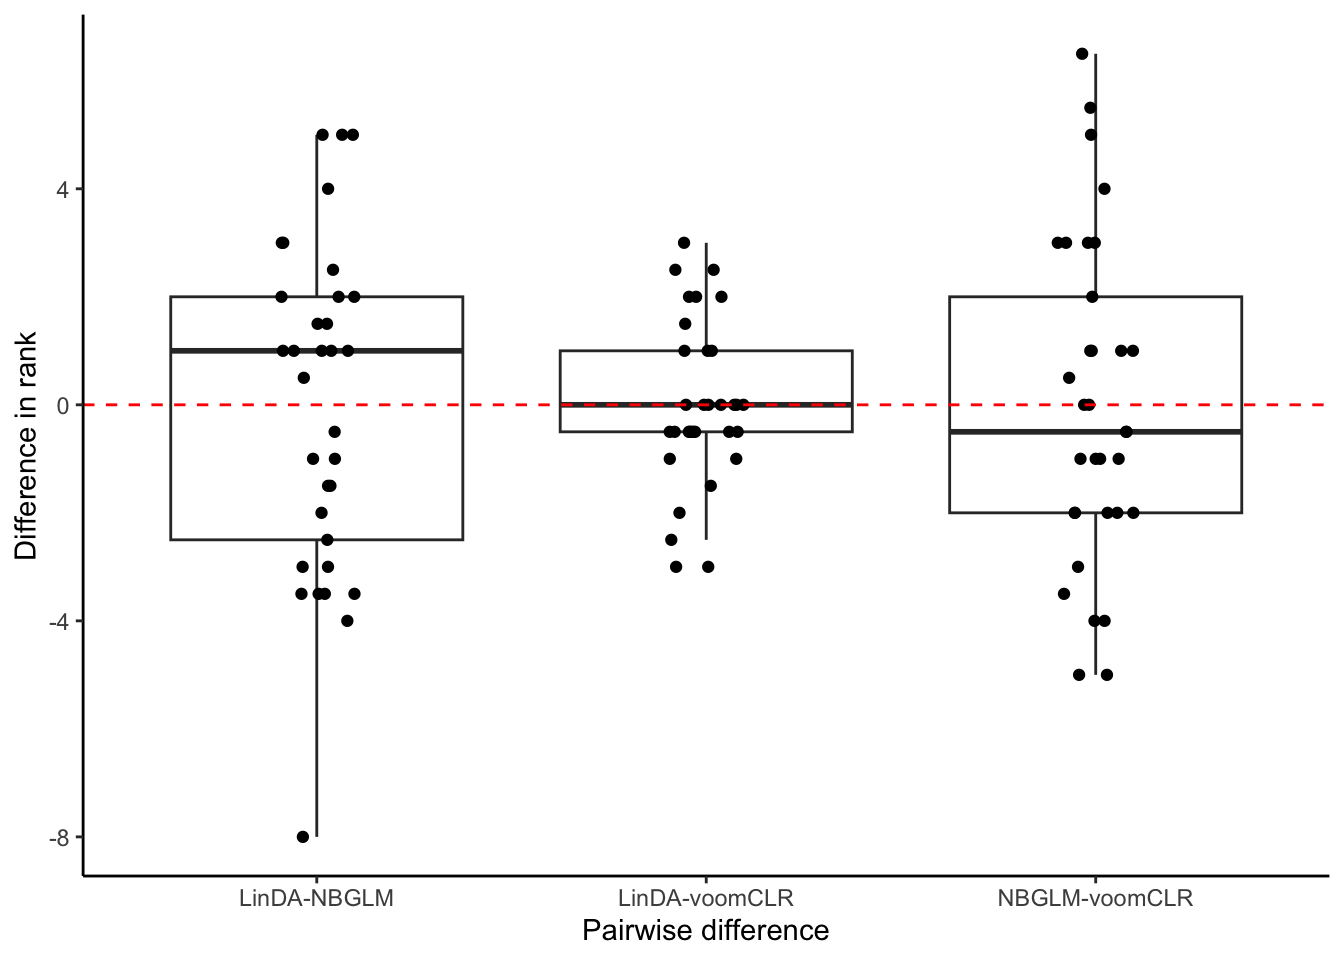 Difference in rank
4
0
-4
-8
LinDA-NBGLM
LinDA-voomCLR
NBGLM-voomCLR
Pairwise difference